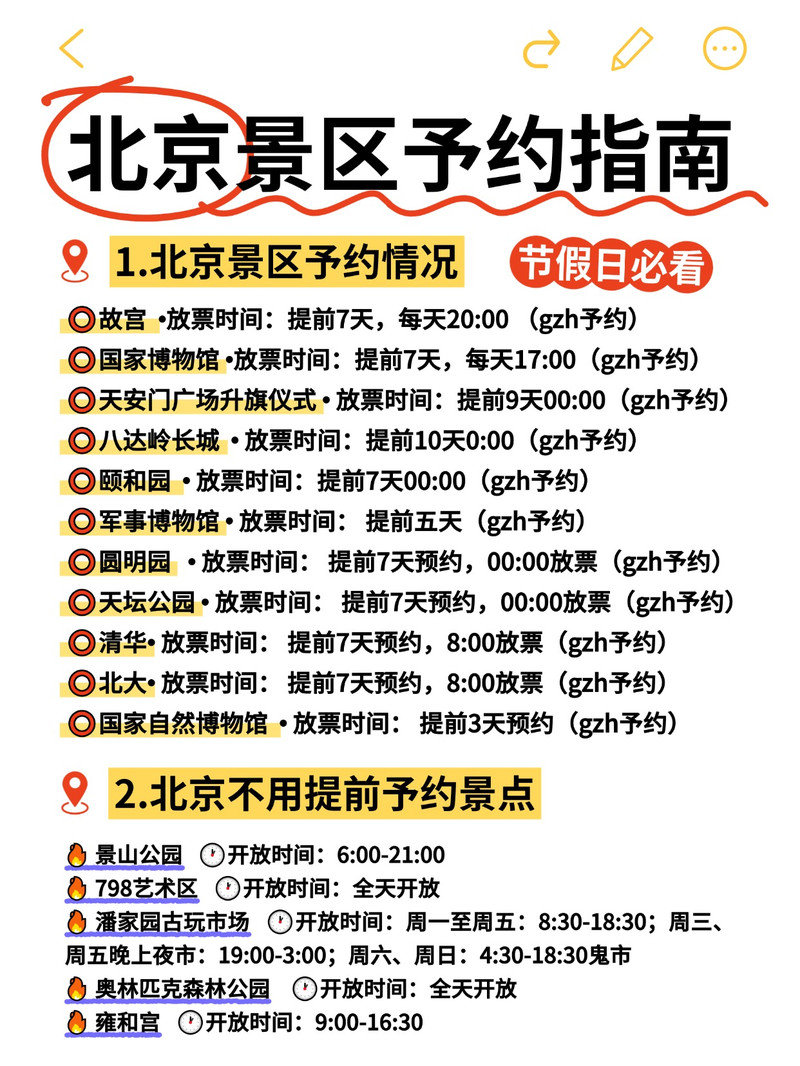 北京景区予约指南
1.北京景区予约情况
节假日必看
故宫 •放票时间：提前7天，每天20:00 （gzh予约）
国家博物馆 •放票时间：提前7天，每天17:00（gzh予约）
天安门广场升旗仪式 • 放票时间：提前9天00:00（gzh予约）
八达岭长城 • 放票时间：提前10天0:00（gzh予约）
颐和园 • 放票时间：提前7天00:00（gzh予约）
军事博物馆 • 放票时间： 提前五天（gzh予约）
圆明园 • 放票时间： 提前7天预约，00:00放票（gzh予约）
天坛公园 • 放票时间： 提前7天预约，00:00放票（gzh予约）
清华• 放票时间： 提前7天预约，8:00放票（gzh予约）
北大• 放票时间： 提前7天预约，8:00放票（gzh予约）
国家自然博物馆 • 放票时间： 提前3天预约（gzh予约）
2.北京不用提前予约景点
景山公园 开放时间：6:00-21:00
798艺术区 开放时间：全天开放
潘家园古玩市场 开放时间：周一至周五：8:30-18:30；周三、
周五晚上夜市：19:00-3:00；周六、周日：4:30-18:30鬼市
奥林匹克森林公园 开放时间：全天开放
雍和宫 开放时间：9:00-16:30